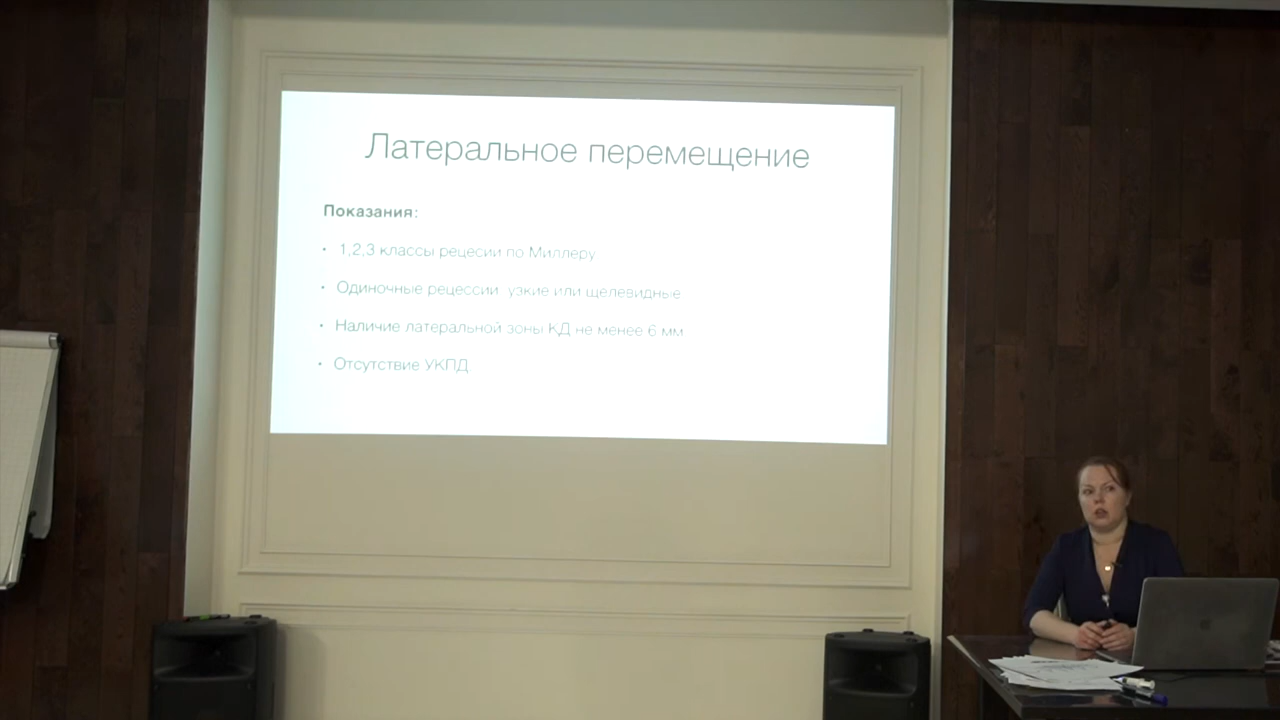 Латеральное перемещение
Показания:
• 1,2,3 классы рецесии по Миллеру
• Одиночные рецессии узкие или щелевидные
• Наличие латеральной зоны КД не менее 6 мм
• Отсутствие УКПД